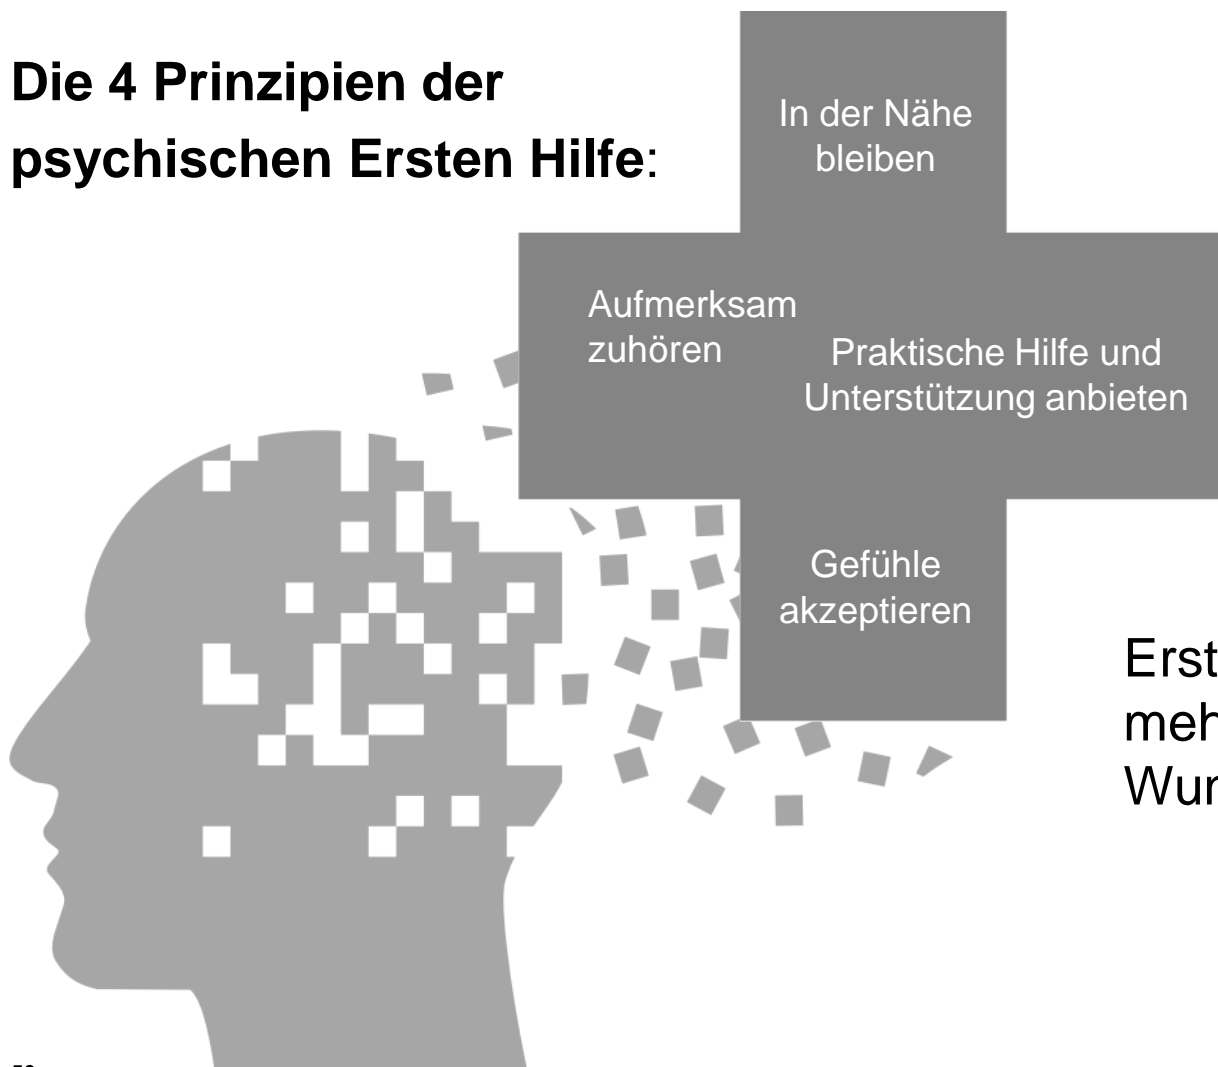 Die 4 Prinzipien der
psychischen Ersten Hilfe:
In der Nähe
bleiben
Aufmerksam
zuhören
Praktische Hilfe und
Unterstützung anbieten
Gefühle
akzeptieren